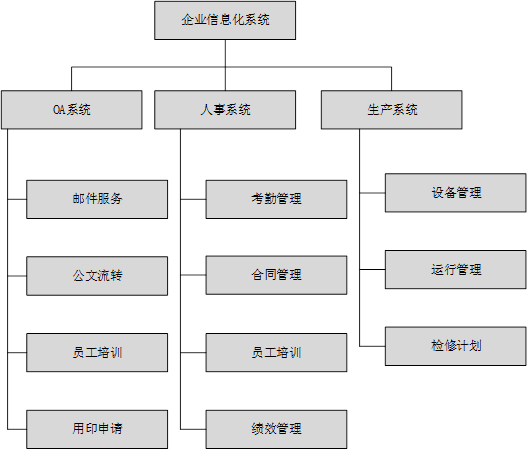 企业信息化系统
OA系统
人事系统
生产系统
邮件服务
考勤管理
设备管理
公文流转
合同管理
运行管理
员工培训
员工培训
检修计划
用印申请
绩效管理